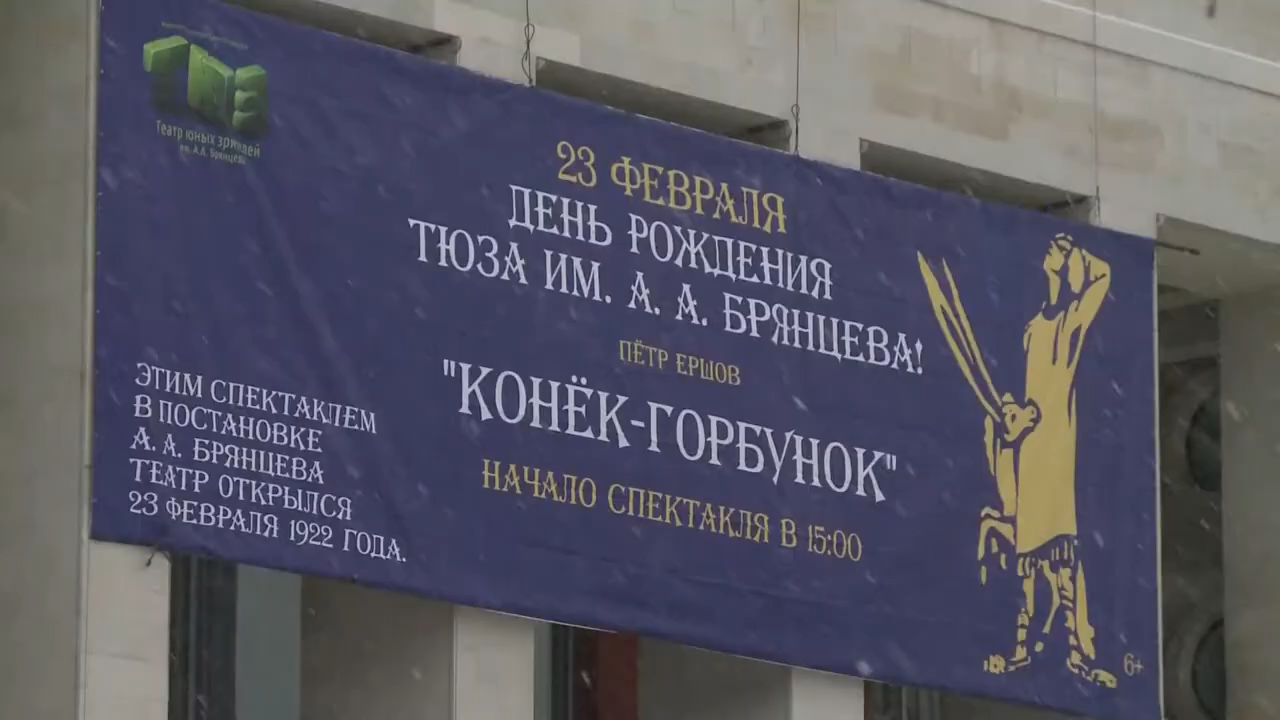 Театр юных зрителей
им. А.А. Брянцева
23 ФЕВРАЛЯ
ДЕНЬ РОЖДЕНИЯ
ТЮЗА ИМ. А. А. БРЯНЦЕВА!
ПЁТР ЕРШОВ
"КОНЁК-ГОРБУНОК"
НАЧАЛО СПЕКТАКЛЯ В 15:00
ЭТИМ СПЕКТАКЛЕМ
В ПОСТАНОВКЕ
А. А. БРЯНЦЕВА
ТЕАТР ОТКРЫЛСЯ
23 ФЕВРАЛЯ 1922 ГОДА.
6+